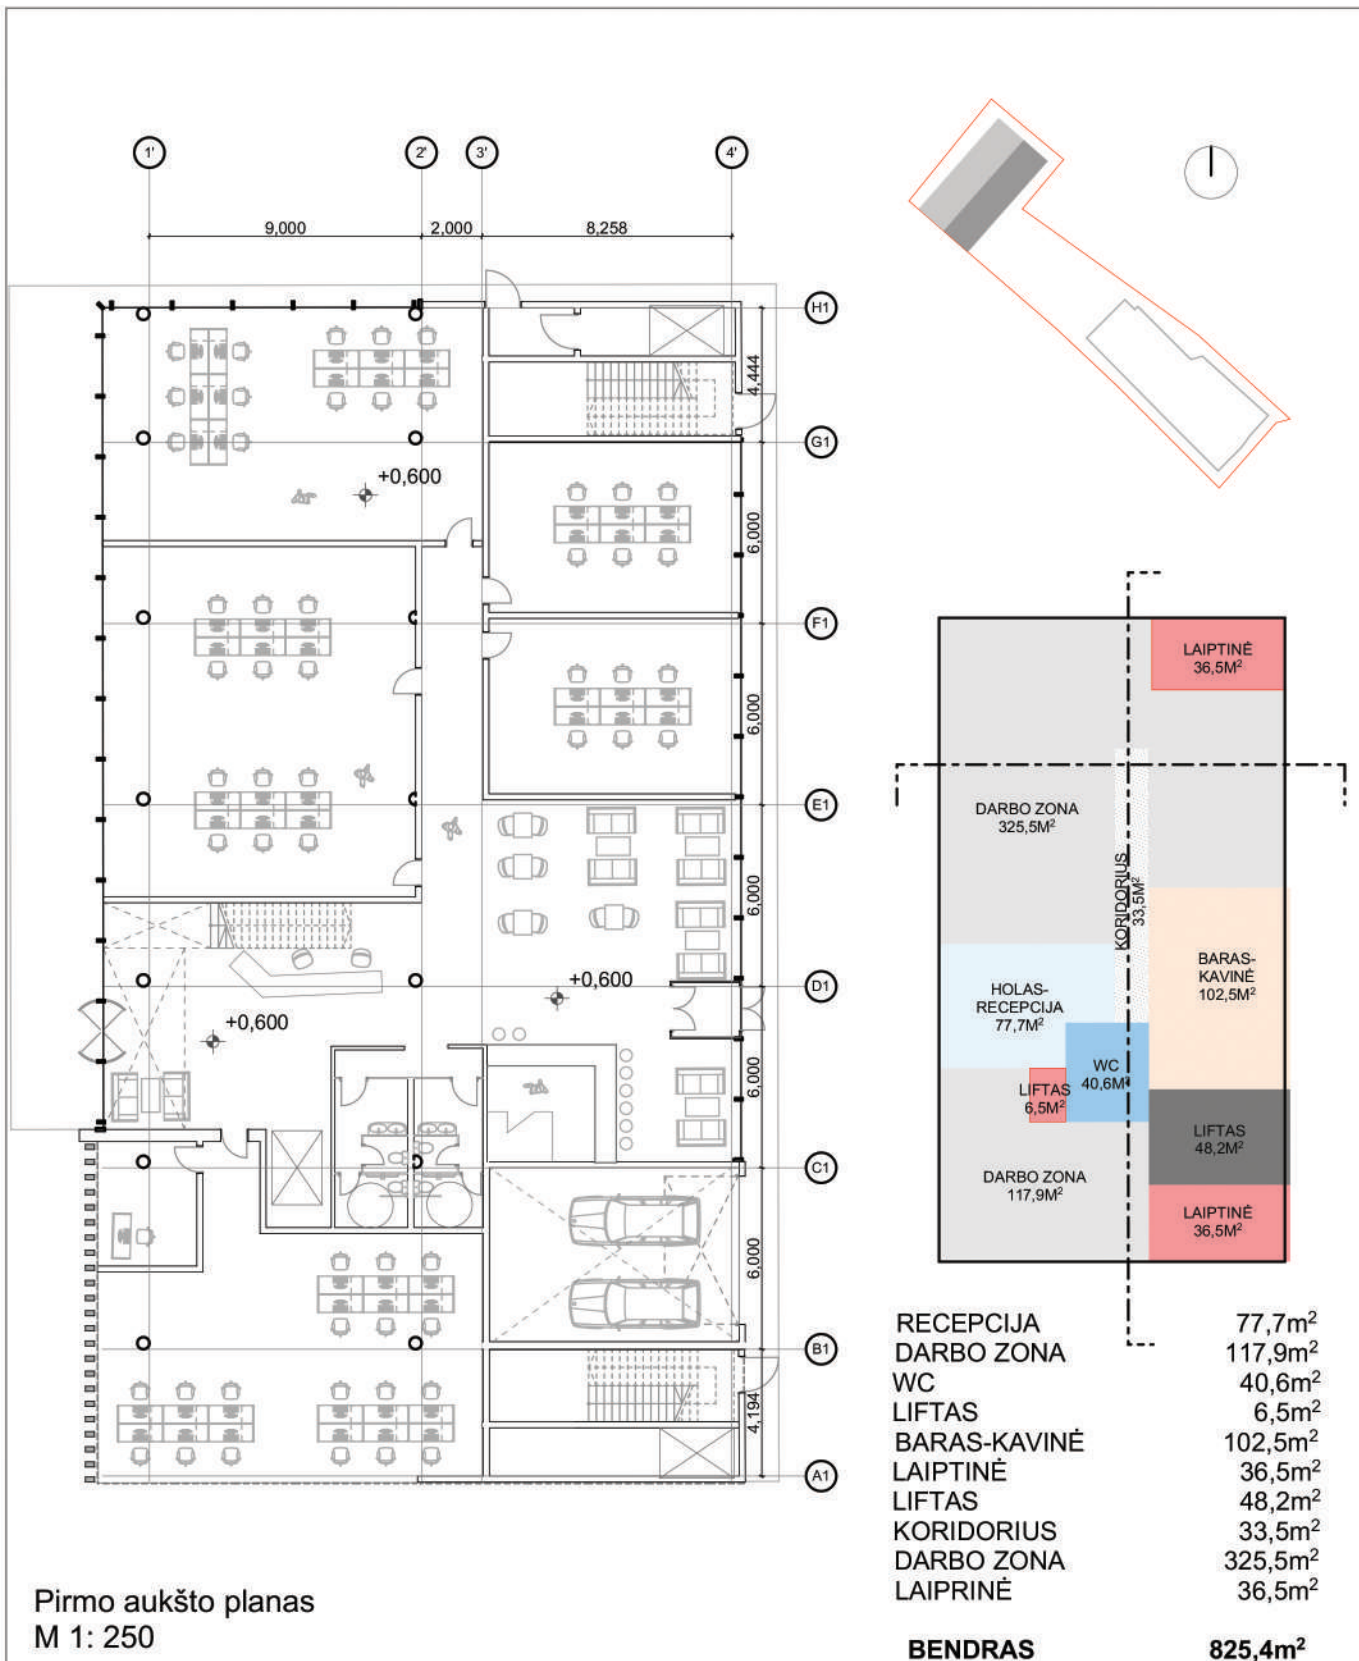 1' 2' 3' 4'
9,000 2,000 8,258
H1
4,444
G1
+0,600
6,000
F1
6,000
E1
6,000
D1
+0,600
+0,600
6,000
C1
6,000
B1
4,194
A1
LAIPTINĖ
36,5M²
DARBO ZONA
325,5M²
KORIDORIUS
33,5M²
BARAS-
KAVINĖ
102,5M²
HOLAS-
RECEPCIJA
77,7M²
WC
40,6M²
LIFTAS
6,5M²
LIFTAS
48,2M²
DARBO ZONA
117,9M²
LAIPTINĖ
36,5M²
RECEPCIJA 77,7m²
DARBO ZONA 117,9m²
WC 40,6m²
LIFTAS 6,5m²
BARAS-KAVINĖ 102,5m²
LAIPTINĖ 36,5m²
LIFTAS 48,2m²
KORIDORIUS 33,5m²
DARBO ZONA 325,5m²
LAIPRINĖ 36,5m²
BENDRAS 825,4m²
Pirmo aukšto planas
M 1: 250